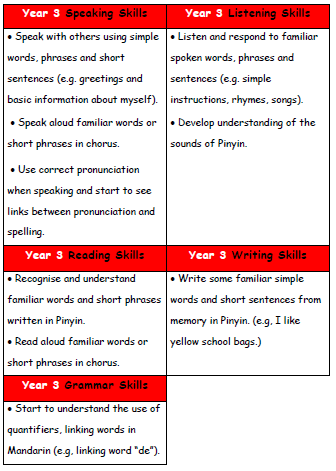 Year 3 Speaking Skills
• Speak with others using simple
words, phrases and short
sentences (e.g. greetings and
basic information about myself).
• Speak aloud familiar words or
short phrases in chorus.
• Use correct pronunciation
when speaking and start to see
links between pronunciation and
spelling.
Year 3 Listening Skills
• Listen and respond to familiar
spoken words, phrases and
sentences (e.g. simple
instructions, rhymes, songs).
• Develop understanding of the
sounds of Pinyin.
Year 3 Reading Skills
• Recognise and understand
familiar words and short phrases
written in Pinyin.
• Read aloud familiar words or
short phrases in chorus.
Year 3 Writing Skills
• Write some familiar simple
words and short sentences from
memory in Pinyin. (e.g, I like
yellow school bags.)
Year 3 Grammar Skills
• Start to understand the use of
quantifiers, linking words in
Mandarin (e.g, linking word “de”).